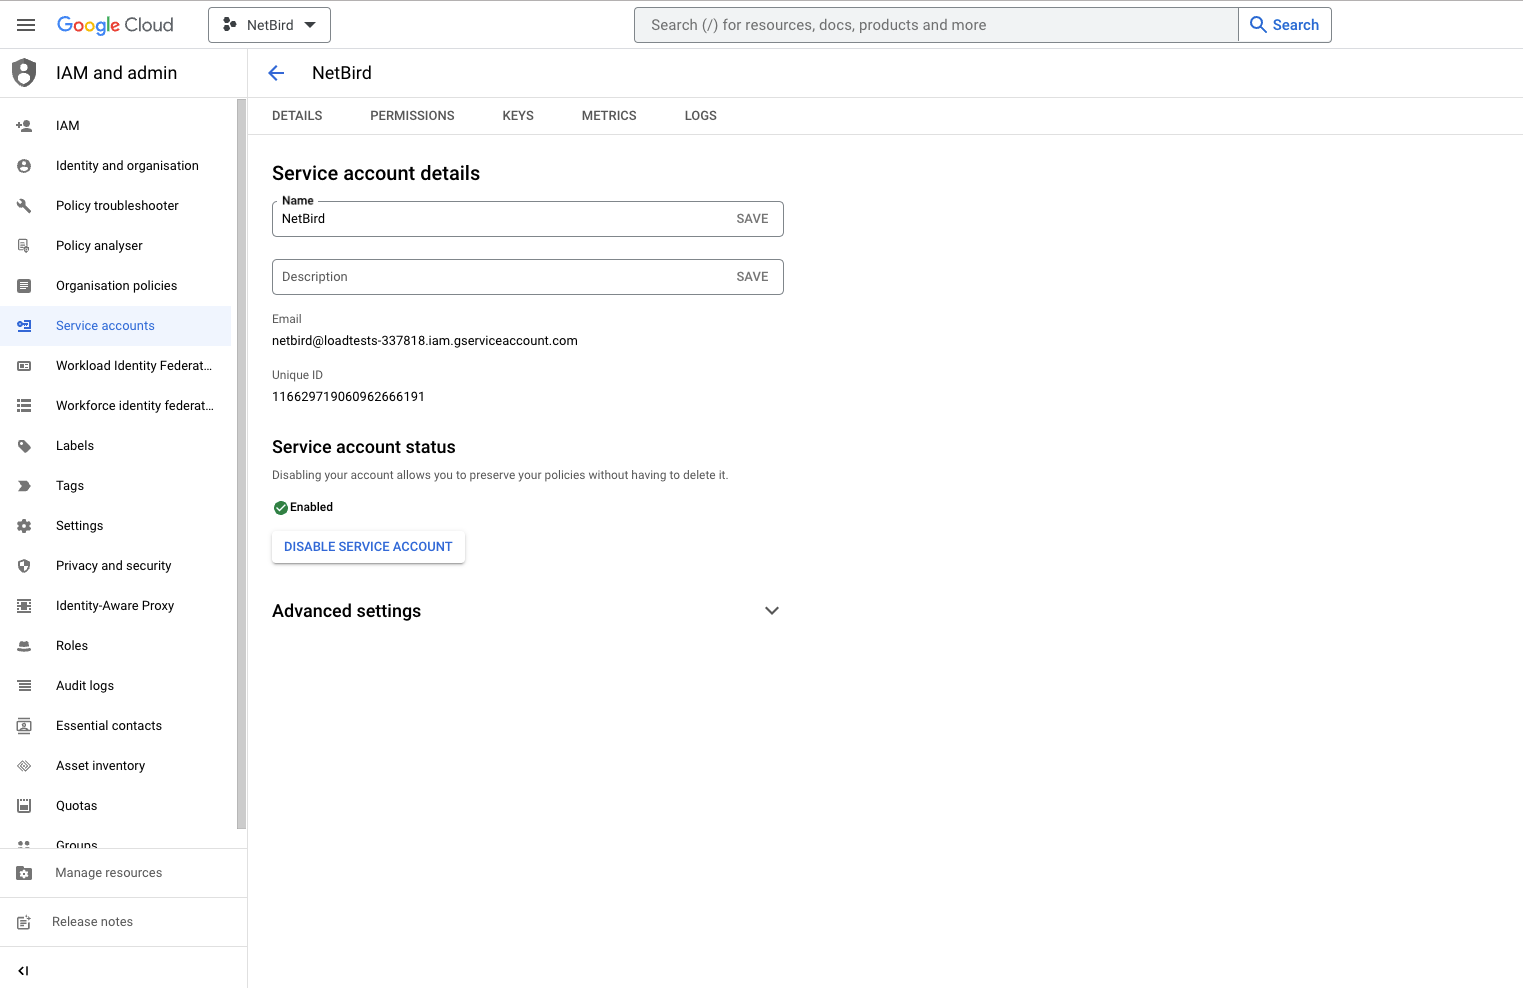 Google Cloud
NetBird
Search (/) for resources, docs, products and more
Search
IAM and admin
NetBird
IAM
Identity and organisation
Policy troubleshooter
Policy analyser
Organisation policies
Service accounts
Workload Identity Federat...
Workforce identity federat...
Labels
Tags
Settings
Privacy and security
Identity-Aware Proxy
Roles
Audit logs
Essential contacts
Asset inventory
Quotas
Groups
Manage resources
Release notes
DETAILS
PERMISSIONS
KEYS
METRICS
LOGS
Service account details
Name
NetBird
SAVE
Description
SAVE
Email
netbird@loadtests-337818.iam.gserviceaccount.com
Unique ID
116629719060962666191
Service account status
Disabling your account allows you to preserve your policies without having to delete it.
Enabled
DISABLE SERVICE ACCOUNT
Advanced settings